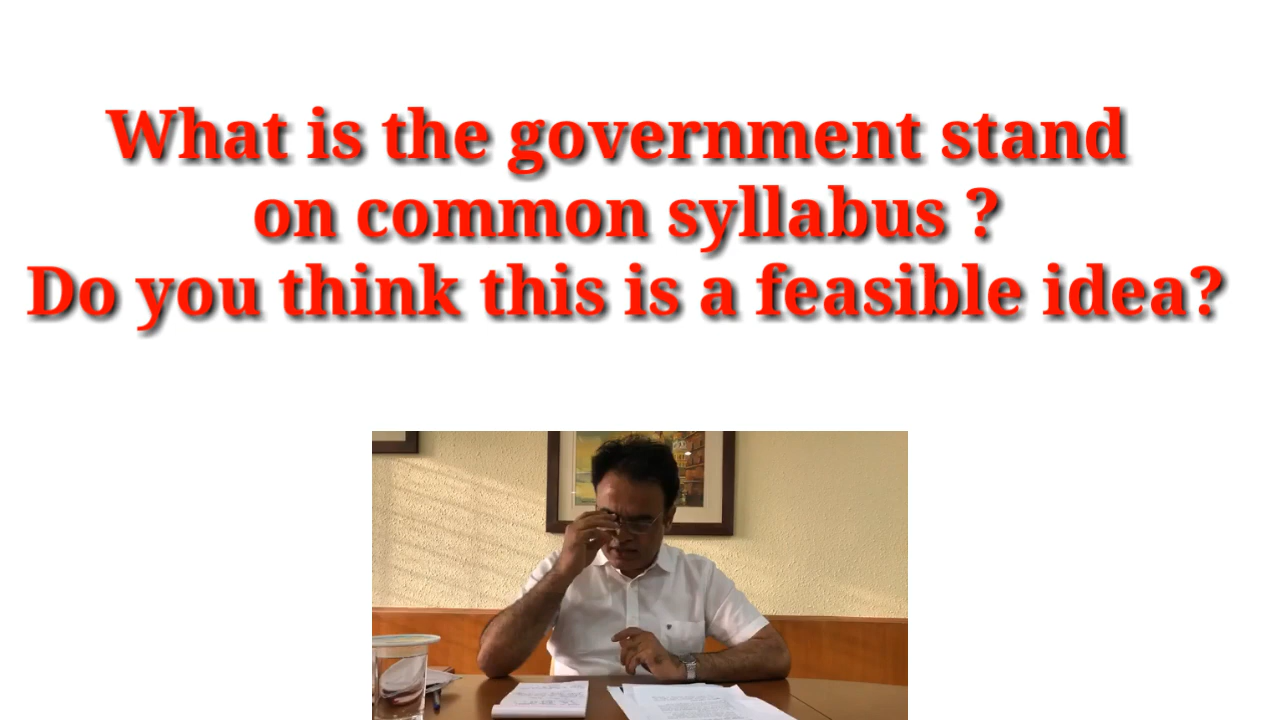 What is the government stand
on common syllabus ?
Do you think this is a feasible idea?